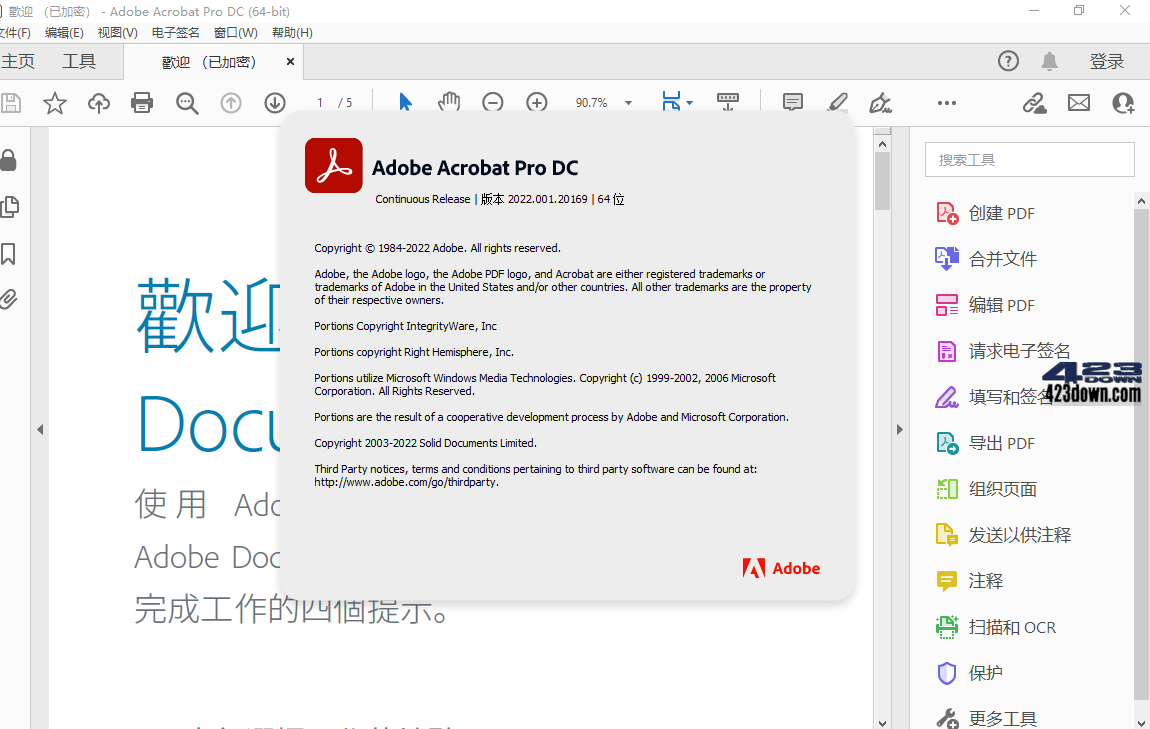 歡迎 （已加密） - Adobe Acrobat Pro DC (64-bit)
文件(F) 编辑(E) 视图(V) 电子签名 窗口(W) 帮助(H)
主页 工具 歡迎 （已加密） × 登录
1 / 5 90.7%
Adobe Acrobat Pro DC
Continuous Release | 版本 2022.001.20169 | 64 位
Copyright © 1984-2022 Adobe. All rights reserved.
Adobe, the Adobe logo, the Adobe PDF logo, and Acrobat are either registered trademarks or
trademarks of Adobe in the United States and/or other countries. All other trademarks are the property
of their respective owners.
Portions Copyright IntegrityWare, Inc
Portions copyright Right Hemisphere, Inc.
Portions utilize Microsoft Windows Media Technologies. Copyright (c) 1999-2002, 2006 Microsoft
Corporation. All Rights Reserved.
Portions are the result of a cooperative development process by Adobe and Microsoft Corporation.
Copyright 2003-2022 Solid Documents Limited.
Third Party notices, terms and conditions pertaining to third party software can be found at:
http://www.adobe.com/go/thirdparty.
Adobe
歡迎
Docu
使用 Ado
Adobe Doc
完成工作的四個提示。
搜索工具
创建 PDF
合并文件
编辑 PDF
请求电子签名
填写和签名
导出 PDF
组织页面
发送以供注释
注释
扫描和 OCR
保护
更多工具
423
DOWN
423down.com